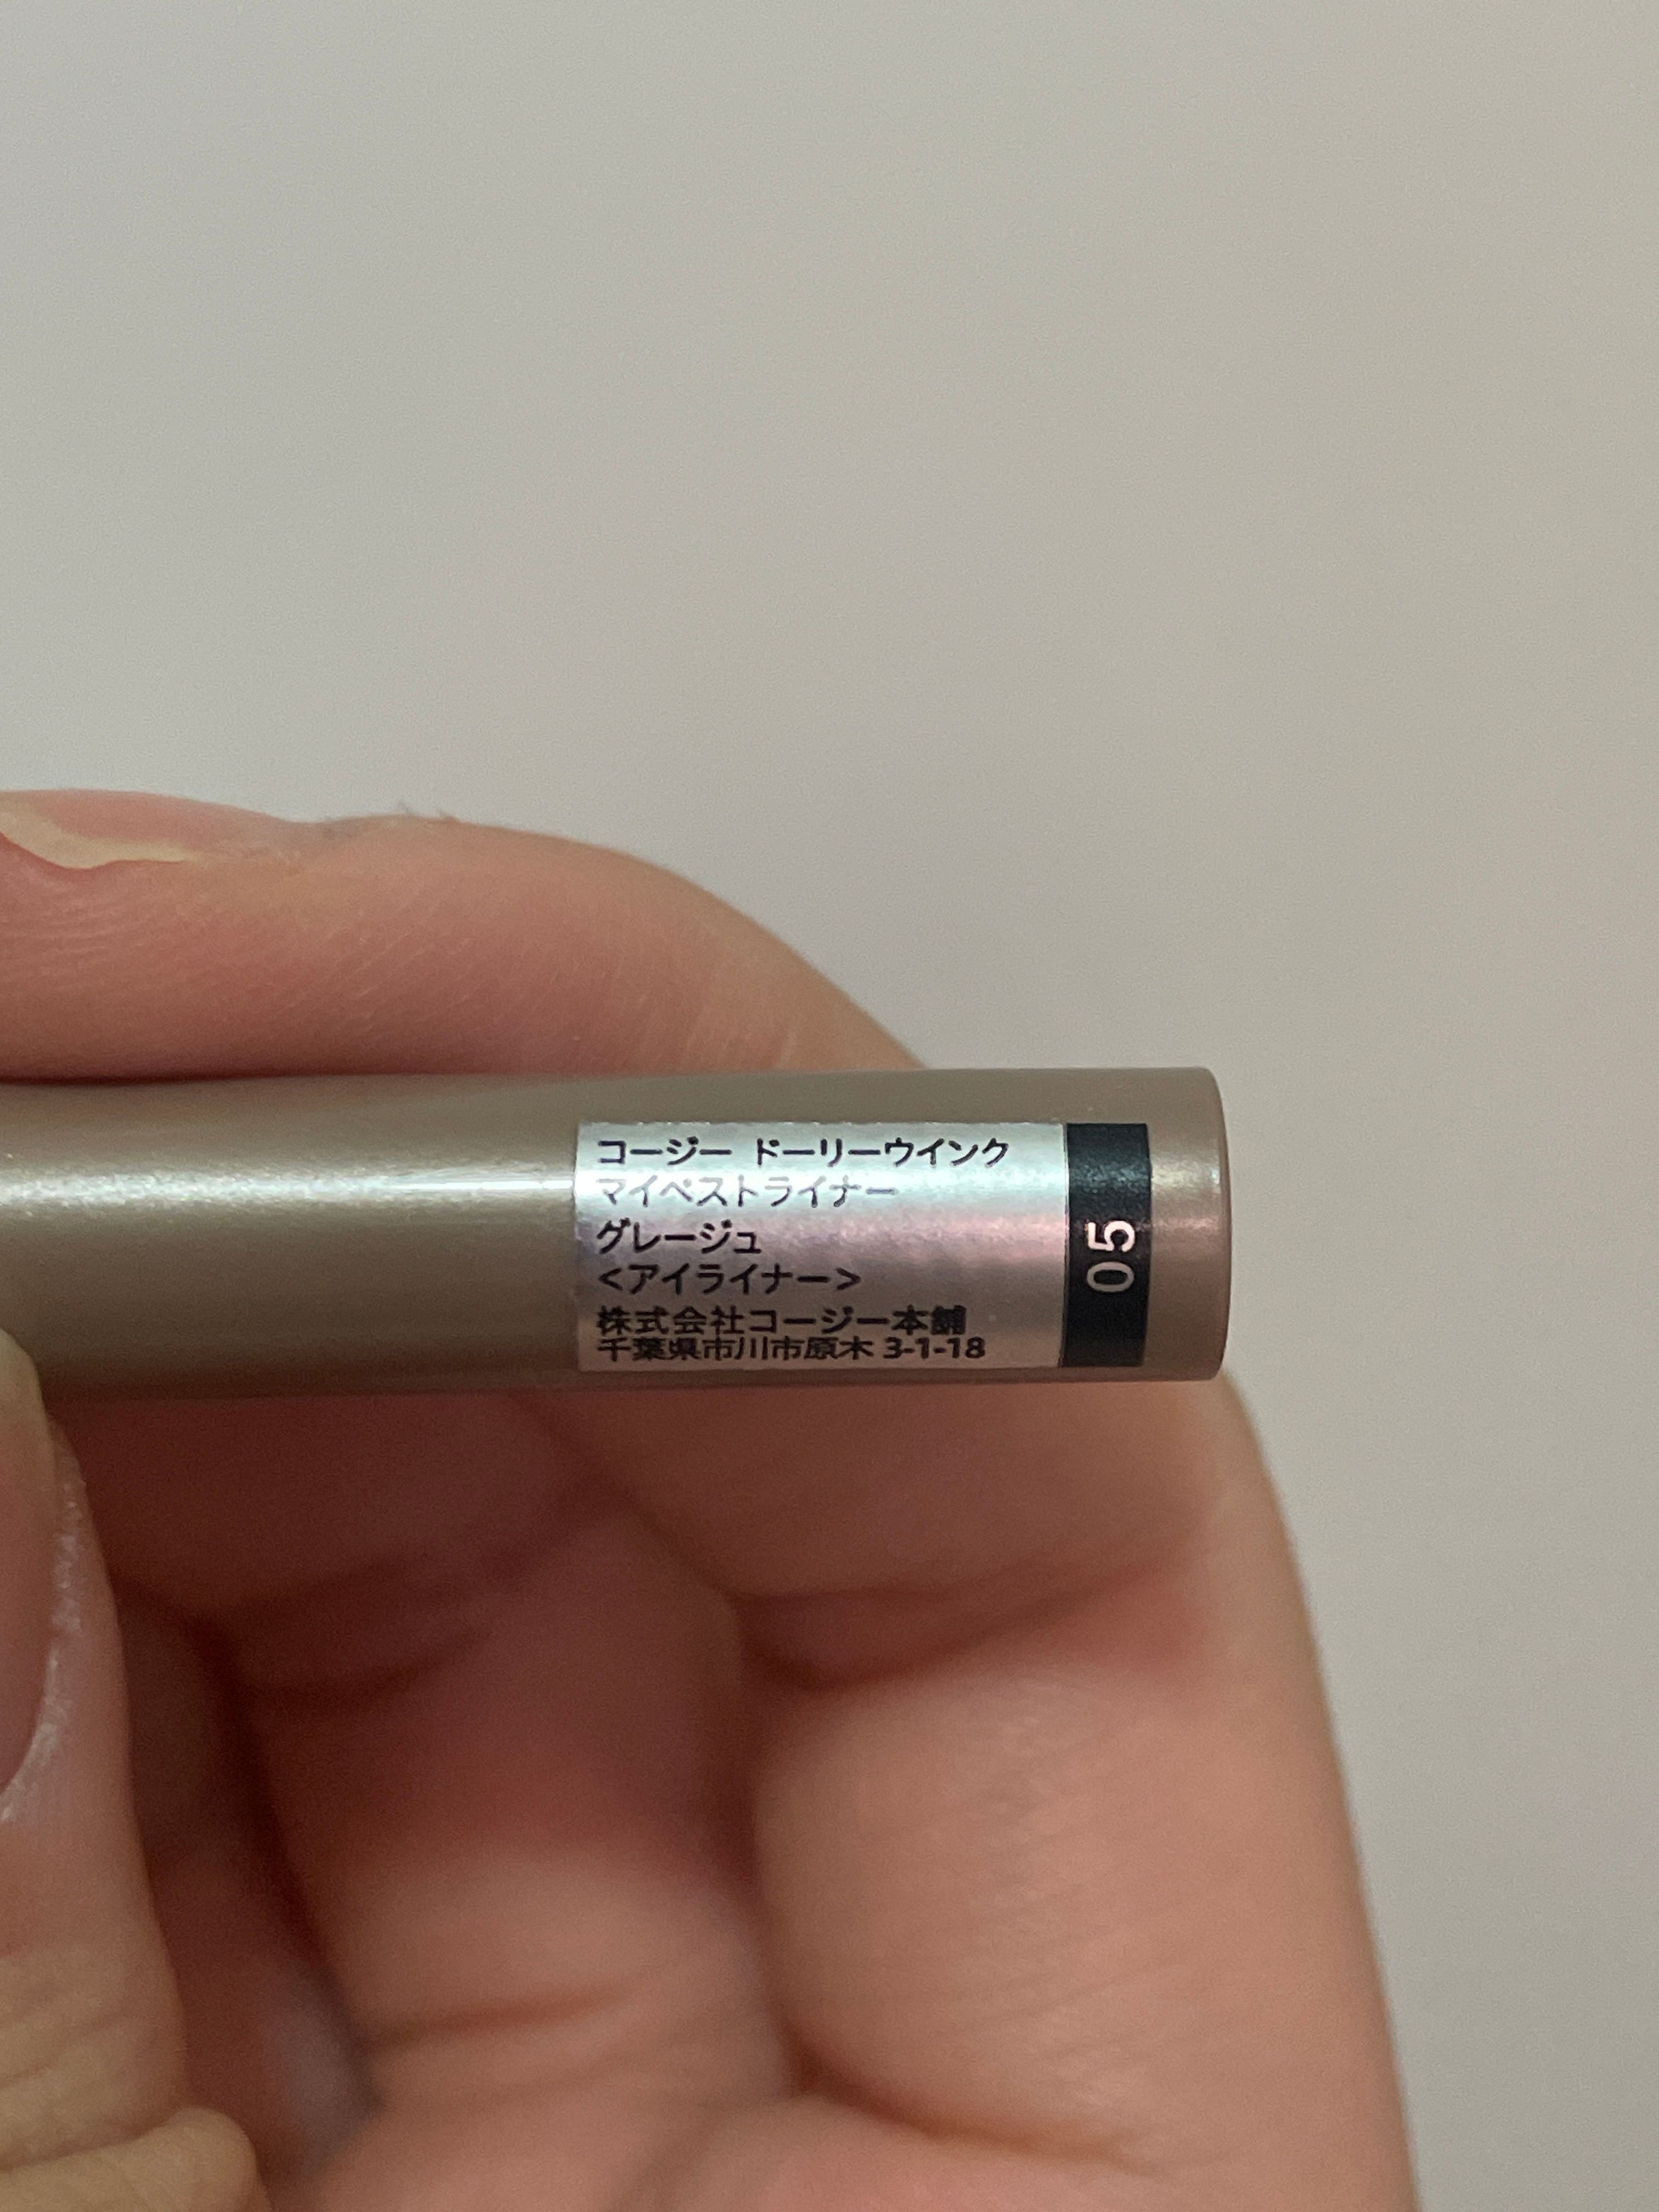 コージー ドーリーウインク
マイベストライナー
グレージュ
<アイライナー>
株式会社コージー本舗
千葉県市川市原木 3-1-18
05